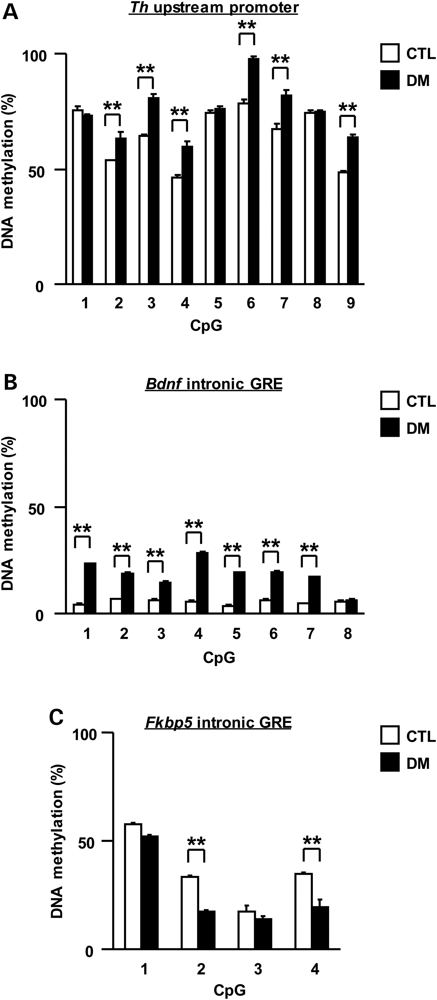 A
Th upstream promoter
**
100
CTL
**
**
DM
**
**
**
50
0
DNA methylation (%)
1 2 3 4 5 6 7 8 9
CpG
B
Bdnf intronic GRE
100
CTL
DM
50
**
**
**
**
**
**
**
0
DNA methylation (%)
1 2 3 4 5 6 7 8
CpG
C
Fkbp5 intronic GRE
100
CTL
DM
50
**
**
0
DNA methylation (%)
1 2 3 4
CpG